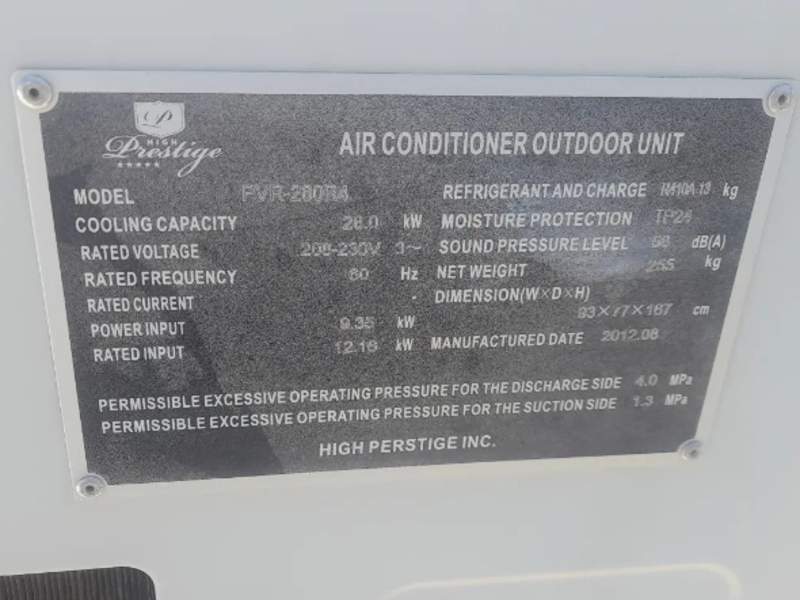 P
HIGH
Prestige
AIR CONDITIONER OUTDOOR UNIT
MODEL PVR-280R4
COOLING CAPACITY 28.0 kW
RATED VOLTAGE 208-230V 3~
RATED FREQUENCY 60 Hz
RATED CURRENT -
POWER INPUT 9.35 kW
RATED INPUT 12.16 kW
REFRIGERANT AND CHARGE R410A 13 kg
MOISTURE PROTECTION IP24
SOUND PRESSURE LEVEL dB(A)
NET WEIGHT 255 kg
DIMENSION(W×D×H)
93×77×167 cm
MANUFACTURED DATE 2012.08
PERMISSIBLE EXCESSIVE OPERATING PRESSURE FOR THE DISCHARGE SIDE 4.0 MPa
PERMISSIBLE EXCESSIVE OPERATING PRESSURE FOR THE SUCTION SIDE 1.3 MPa
HIGH PERSTIGE INC.